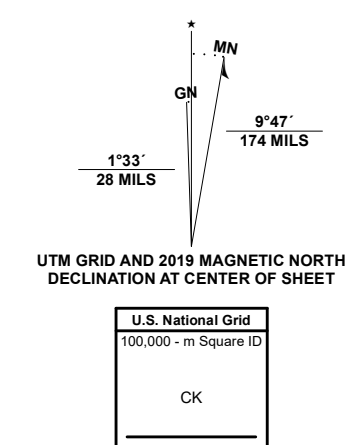 MN
GN
9°47´
174 MILS
1°33´
28 MILS
UTM GRID AND 2019 MAGNETIC NORTH
DECLINATION AT CENTER OF SHEET
U.S. National Grid
100,000 - m Square ID
CK